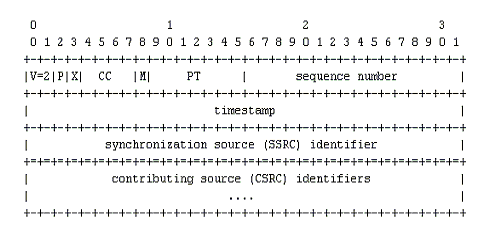 0                   1                   2                   3
0 1 2 3 4 5 6 7 8 9 0 1 2 3 4 5 6 7 8 9 0 1 2 3 4 5 6 7 8 9 0 1
+-+-+-+-+-+-+-+-+-+-+-+-+-+-+-+-+-+-+-+-+-+-+-+-+-+-+-+-+-+-+-+-+
|V=2|P|X|  CC   |M|     PT      |       sequence number         |
+-+-+-+-+-+-+-+-+-+-+-+-+-+-+-+-+-+-+-+-+-+-+-+-+-+-+-+-+-+-+-+-+
|                           timestamp                           |
+-+-+-+-+-+-+-+-+-+-+-+-+-+-+-+-+-+-+-+-+-+-+-+-+-+-+-+-+-+-+-+-+
|           synchronization source (SSRC) identifier            |
+=+=+=+=+=+=+=+=+=+=+=+=+=+=+=+=+=+=+=+=+=+=+=+=+=+=+=+=+=+=+=+=+
|            contributing source (CSRC) identifiers             |
|                             ....                              |
+-+-+-+-+-+-+-+-+-+-+-+-+-+-+-+-+-+-+-+-+-+-+-+-+-+-+-+-+-+-+-+-+